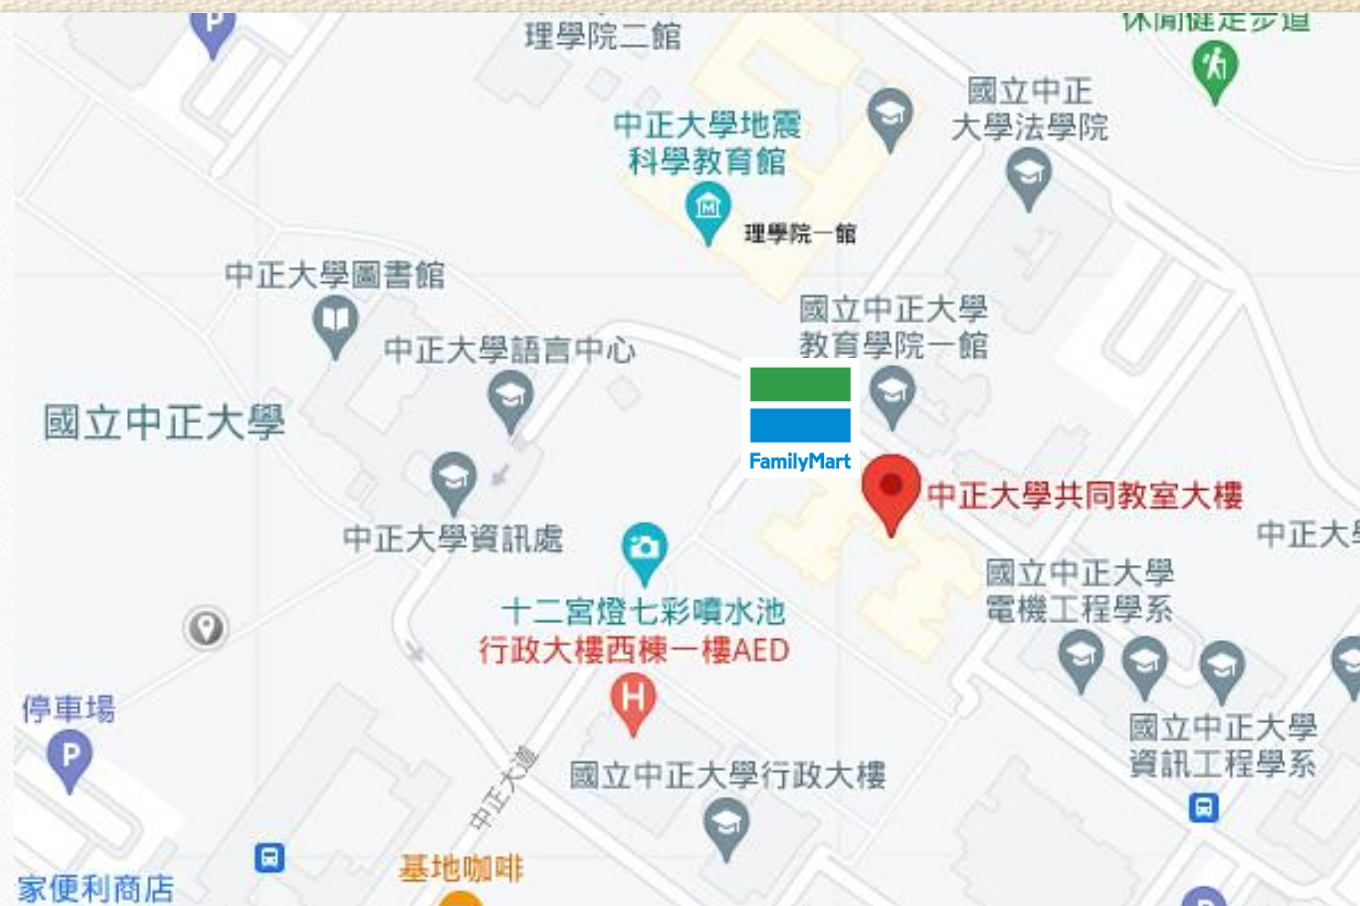 P
理學院二館
休閒健走步道
國立中正
大學法學院
中正大學地震
科學教育館
M
理學院一館
中正大學圖書館
國立中正大學
教育學院一館
中正大學語言中心
國立中正大學
FamilyMart
中正大學共同教室大樓
中正大學資訊處
中正大學
國立中正大學
電機工程學系
十二宮燈七彩噴水池
行政大樓西棟一樓AED
H
停車場
P
國立中正大學
資訊工程學系
中正大道
國立中正大學行政大樓
基地咖啡
家便利商店
P